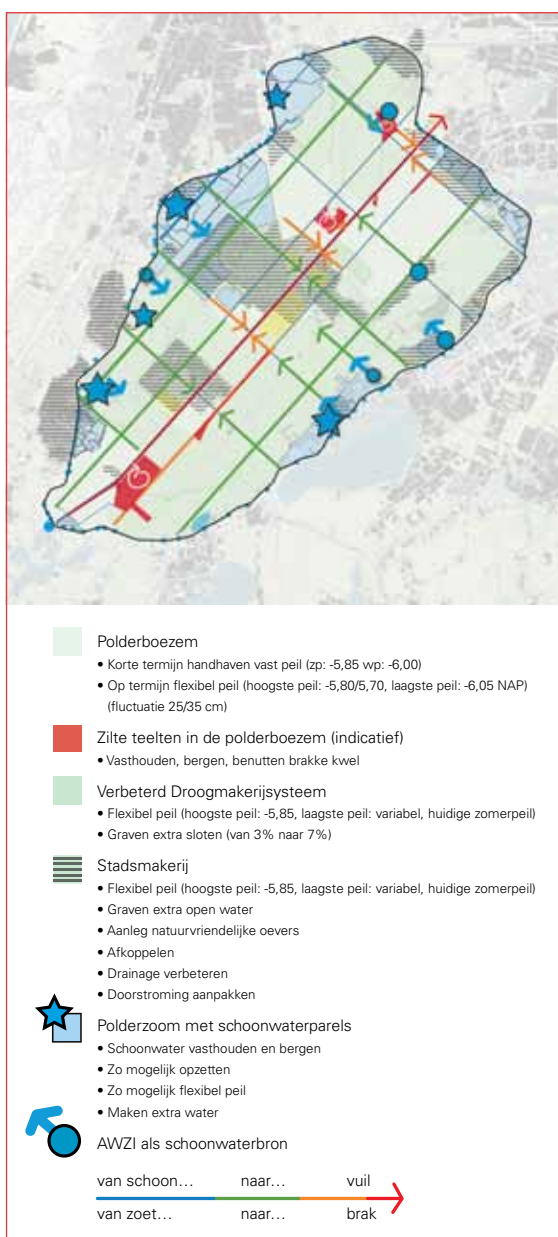 Polderboezem
• Korte termijn handhaven vast peil (zp: -5,85 wp: -6,00)
• Op termijn flexibel peil (hoogste peil: -5,80/5,70, laagste peil: -6,05 NAP)
(fluctuatie 25/35 cm)
Zilte teelten in de polderboezem (indicatief)
• Vasthouden, bergen, benutten brakke kwel
Verbeterd Droogmakerijsysteem
• Flexibel peil (hoogste peil: -5,85, laagste peil: variabel, huidige zomerpeil)
• Graven extra sloten (van 3% naar 7%)
Stadsmakerij
• Flexibel peil (hoogste peil: -5,85, laagste peil: variabel, huidige zomerpeil)
• Graven extra open water
• Aanleg natuurvriendelijke oevers
• Afkoppelen
• Drainage verbeteren
• Doorstroming aanpakken
Polderzoom met schoonwaterparels
• Schoonwater vasthouden en bergen
• Zo mogelijk opzetten
• Zo mogelijk flexibel peil
• Maken extra water
AWZI als schoonwaterbron
van schoon... naar... vuil
van zoet... naar... brak